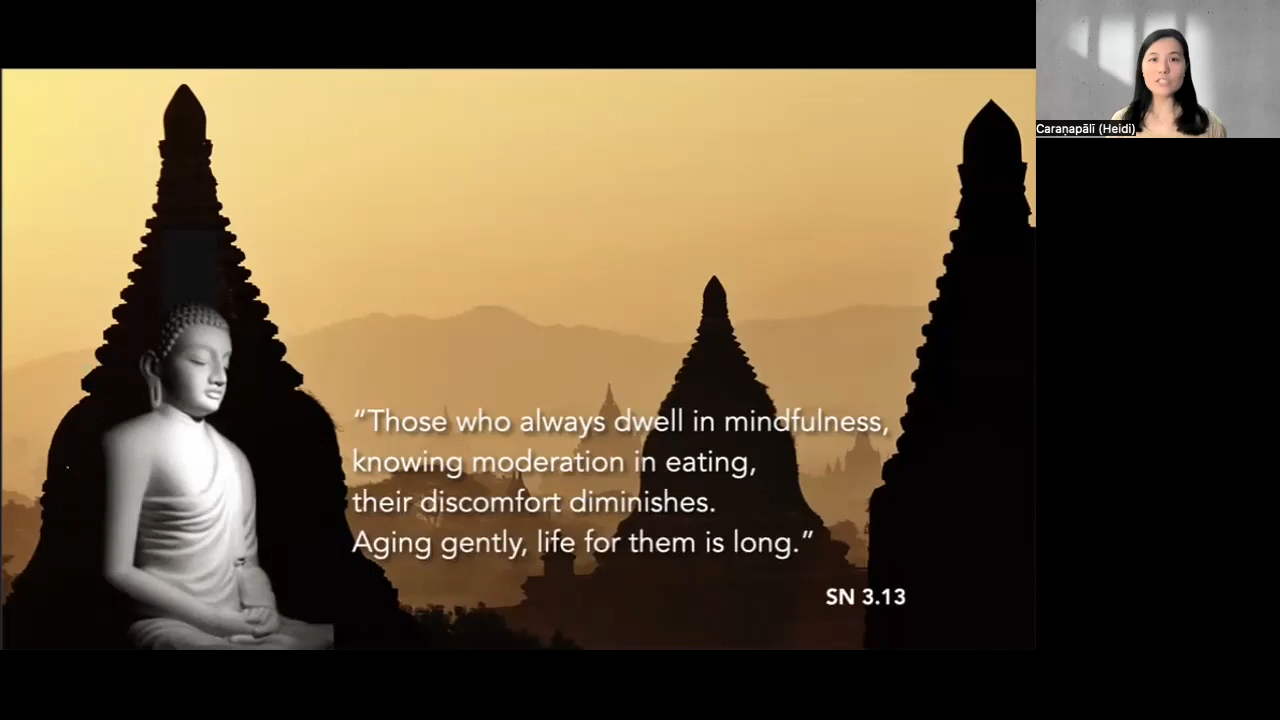 Caraṇapālī (Heidi)
“Those who always dwell in mindfulness,
knowing moderation in eating,
their discomfort diminishes.
Aging gently, life for them is long.”
SN 3.13